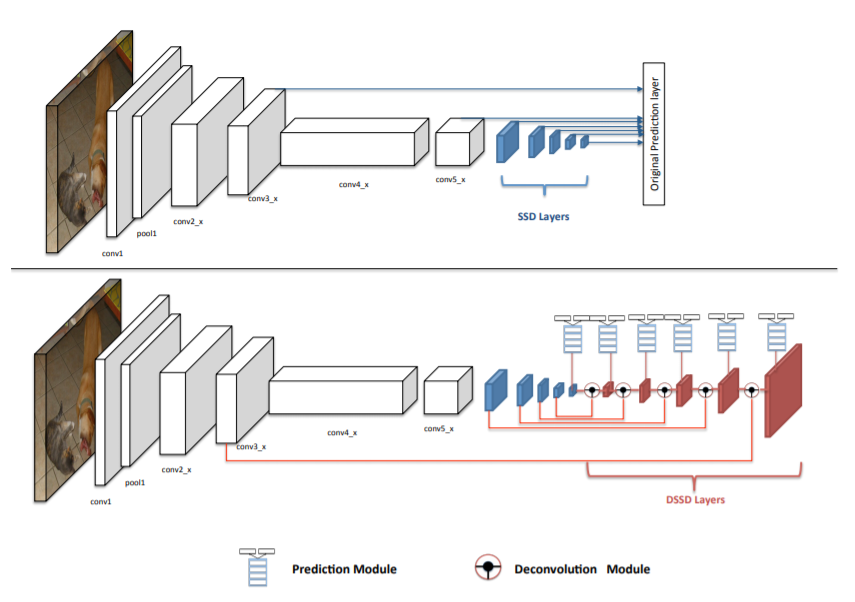 Original Prediction layer
conv1
pool1
conv2_x
conv3_x
conv4_x
conv5_x
SSD Layers
conv1
pool1
conv2_x
conv3_x
conv4_x
conv5_x
DSSD Layers
Prediction Module
Deconvolution Module